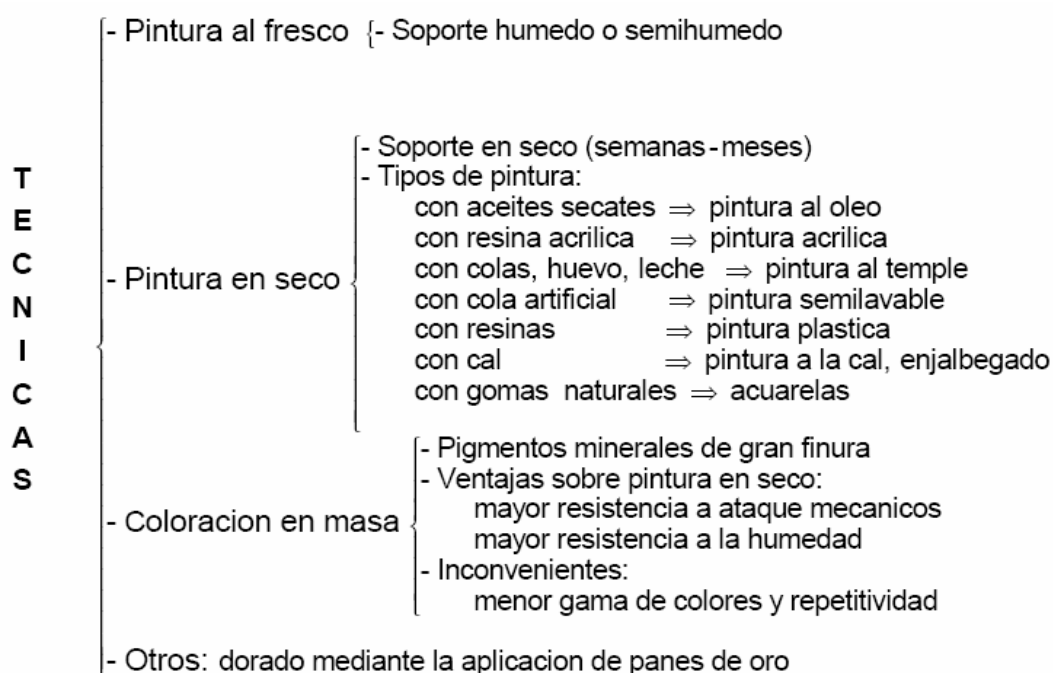 TECNICAS
- Pintura al fresco {- Soporte humedo o semihumedo
- Pintura en seco
- Soporte en seco (semanas-meses)
- Tipos de pintura:
con aceites secates ⇒ pintura al oleo
con resina acrilica ⇒ pintura acrilica
con colas, huevo, leche ⇒ pintura al temple
con cola artificial ⇒ pintura semilavable
con resinas ⇒ pintura plastica
con cal ⇒ pintura a la cal, enjalbegado
con gomas naturales ⇒ acuarelas
- Coloracion en masa
- Pigmentos minerales de gran finura
- Ventajas sobre pintura en seco:
mayor resistencia a ataque mecanicos
mayor resistencia a la humedad
- Inconvenientes:
menor gama de colores y repetitividad
- Otros: dorado mediante la aplicacion de panes de oro